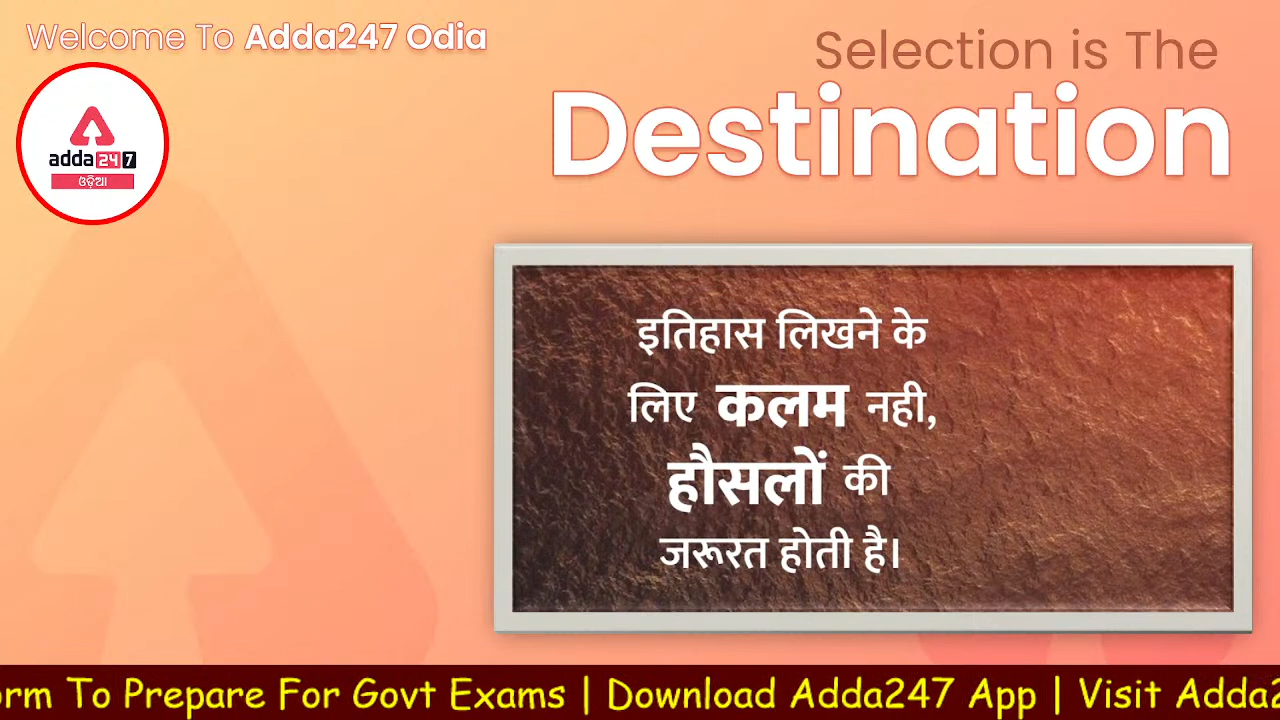 Welcome To Adda247 Odia
Selection is The
Destination
adda247
ଓଡ଼ିଆ
इतिहास लिखने के
लिए कलम नही,
हौसलों की
जरूरत होती है।
orm To Prepare For Govt Exams | Download Adda247 App | Visit Adda2